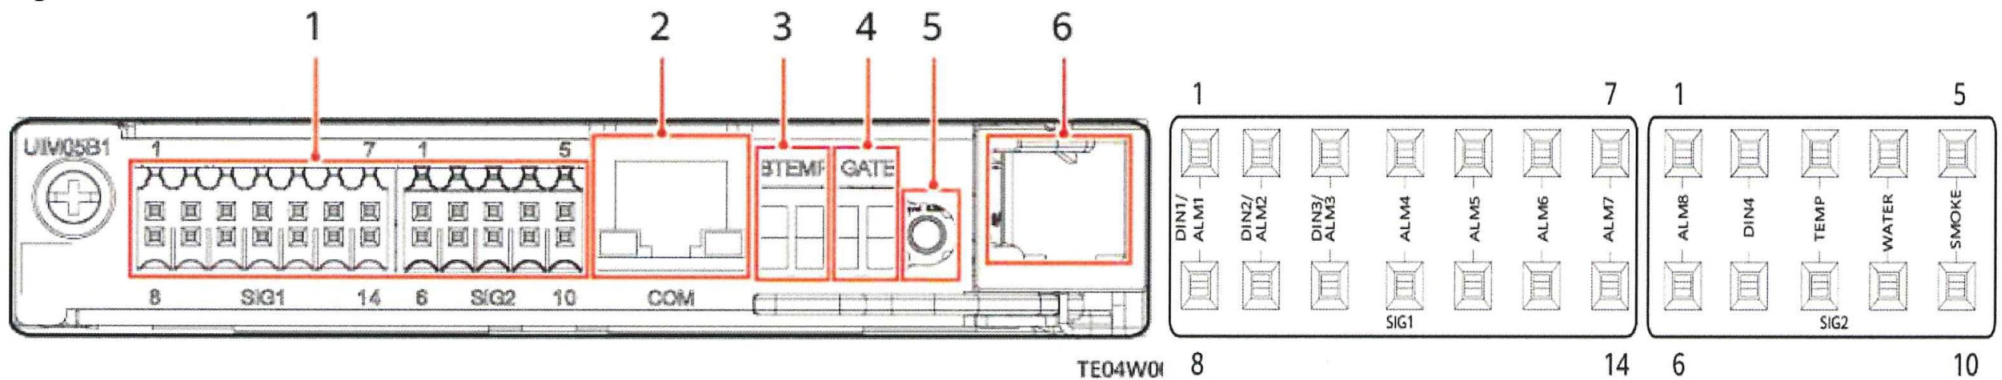 1 2 3 4 5 6
1 7 1 5
UIM05B1 1 7 1 5 BTEMP GATE
DIN1/ ALM1 DIN2/ ALM2 DIN3/ ALM3 ALM4 ALM5 ALM6 ALM7 ALM8 DIN4 TEMP WATER SMOKE
8 SIG1 14 6 SIG2 10 COM
SIG1 SIG2
TE04W0
8 14 6 10